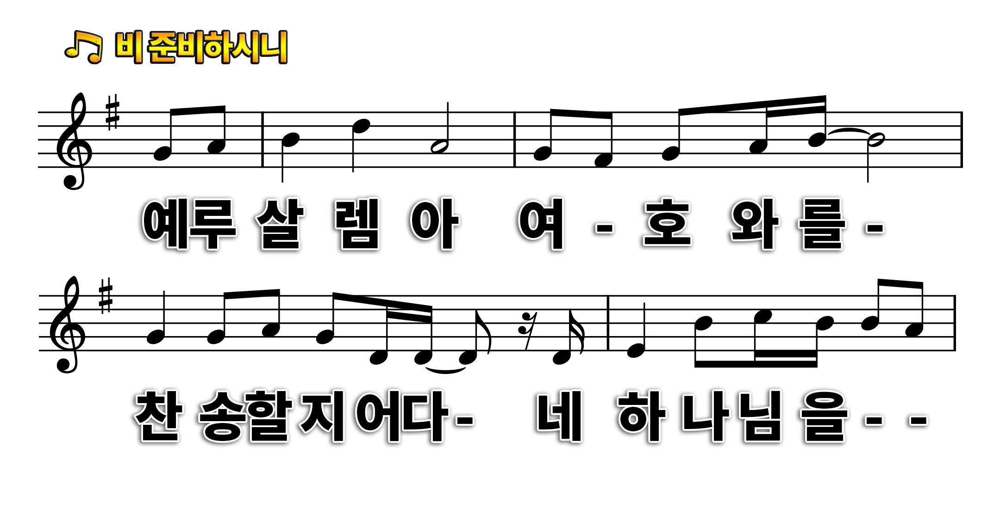 비 준비하시니
예루 살 렘 아 여 - 호 와 를 -
찬 송할 지 어다 - 네 하 나 님 을 - -